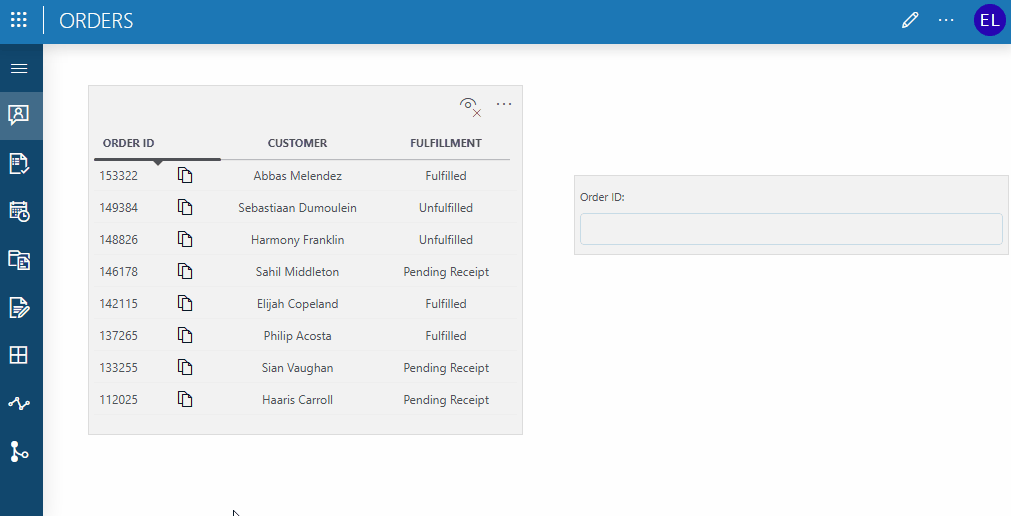 ORDERS
EL
ORDER ID CUSTOMER FULFILLMENT
153322 Abbas Melendez Fulfilled
149384 Sebastiaan Dumoulein Unfulfilled
148826 Harmony Franklin Unfulfilled
146178 Sahil Middleton Pending Receipt
142115 Elijah Copeland Fulfilled
137265 Philip Acosta Fulfilled
133255 Sian Vaughan Pending Receipt
112025 Haaris Carroll Pending Receipt
Order ID: